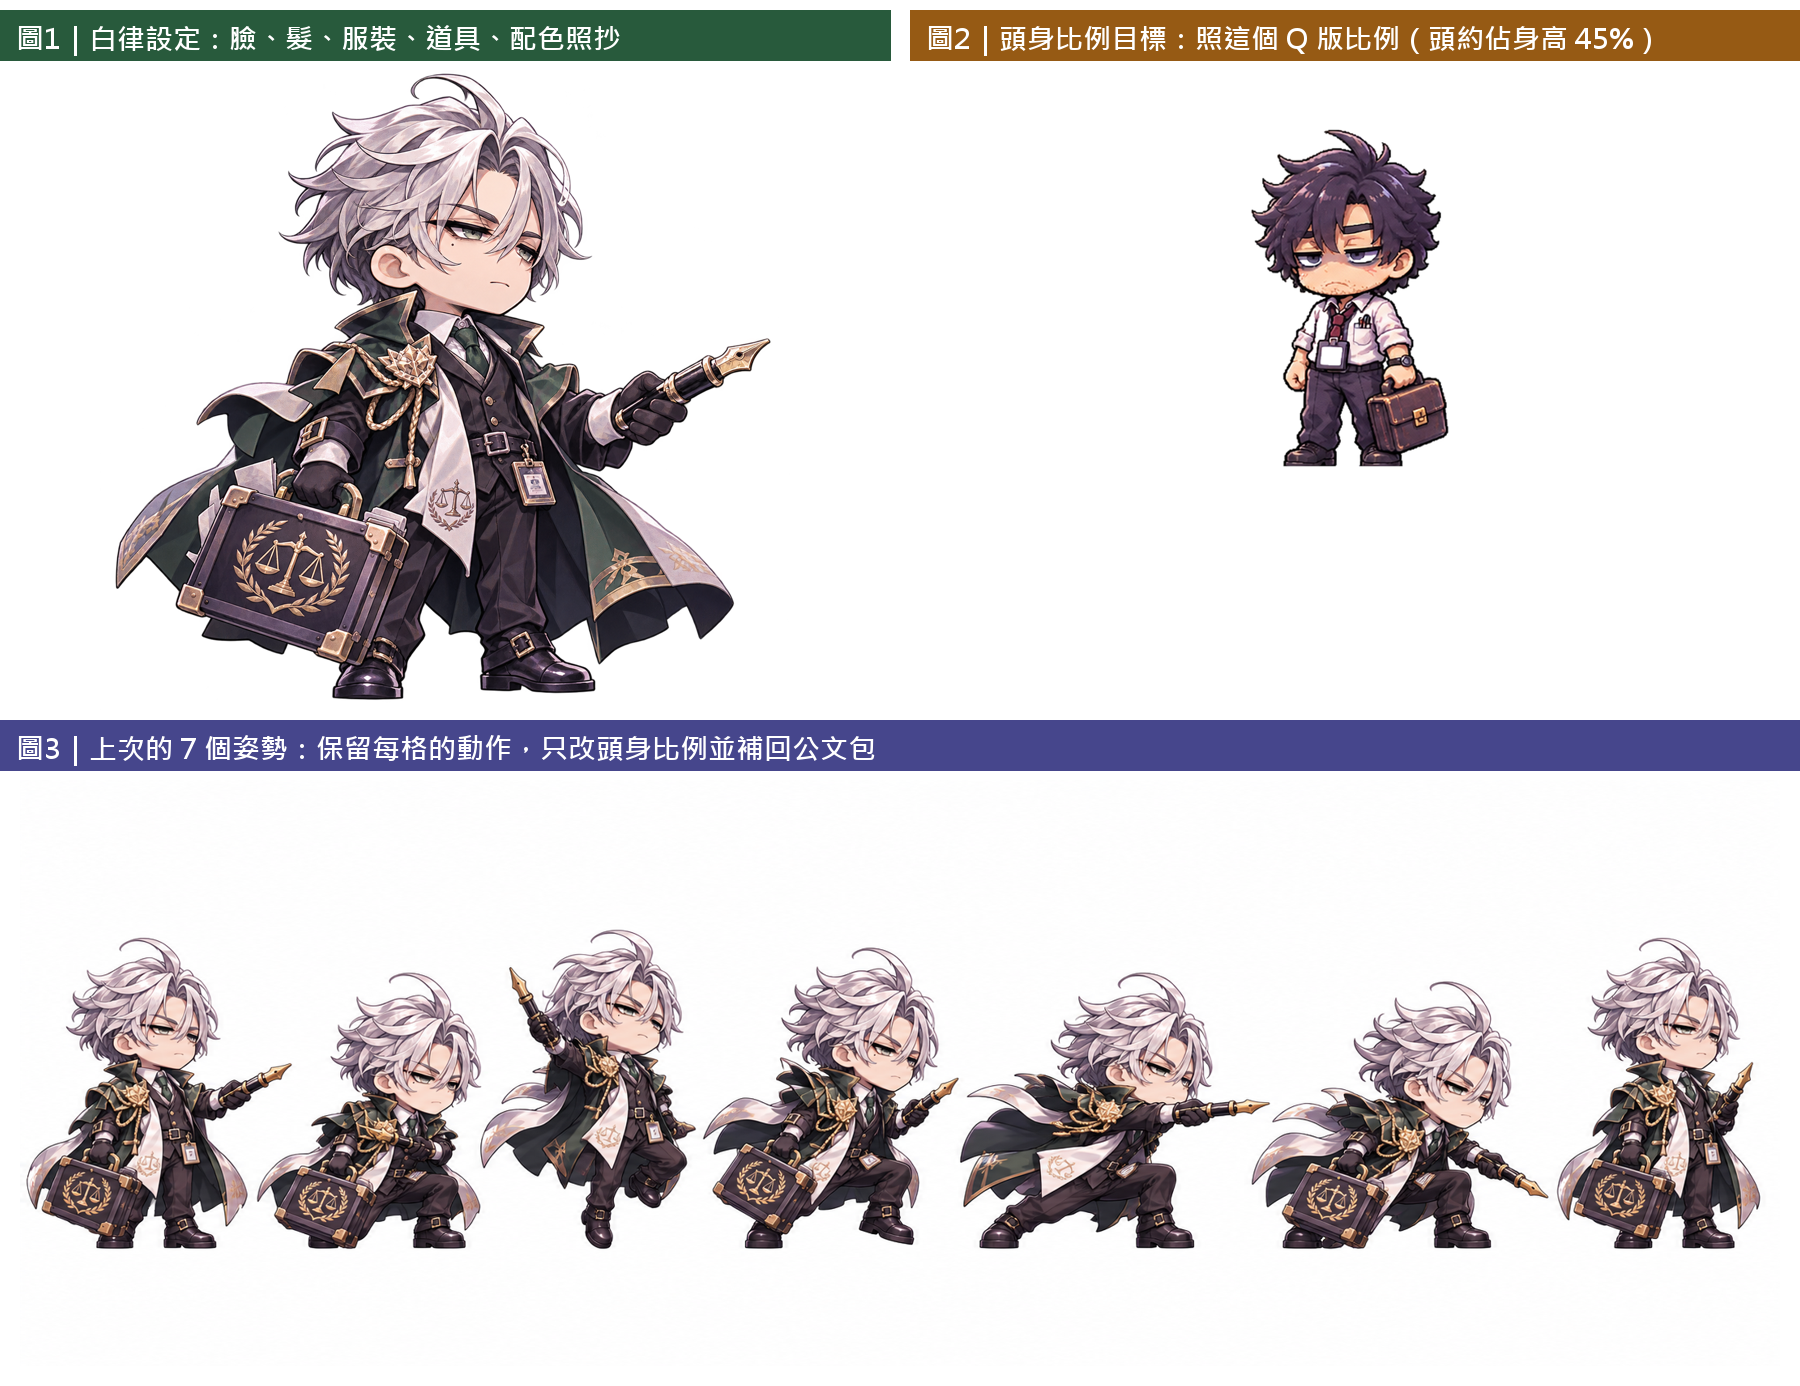 圖1｜白律設定：臉、髮、服裝、道具、配色照抄
圖2｜頭身比例目標：照這個 Q 版比例（頭約佔身高 45%）
圖3｜上次的 7 個姿勢：保留每格的動作，只改頭身比例並補回公文包